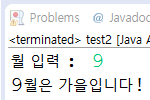 Problems @ Javadoc
<terminated> test2 [Java A
월 입력 : 9
9월은 가을입니다!